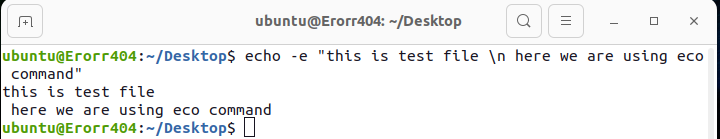 ubuntu@Erorr404: ~/Desktop
ubuntu@Erorr404:~/Desktop$ echo -e "this is test file \n here we are using eco
 command"
this is test file
 here we are using eco command
ubuntu@Erorr404:~/Desktop$